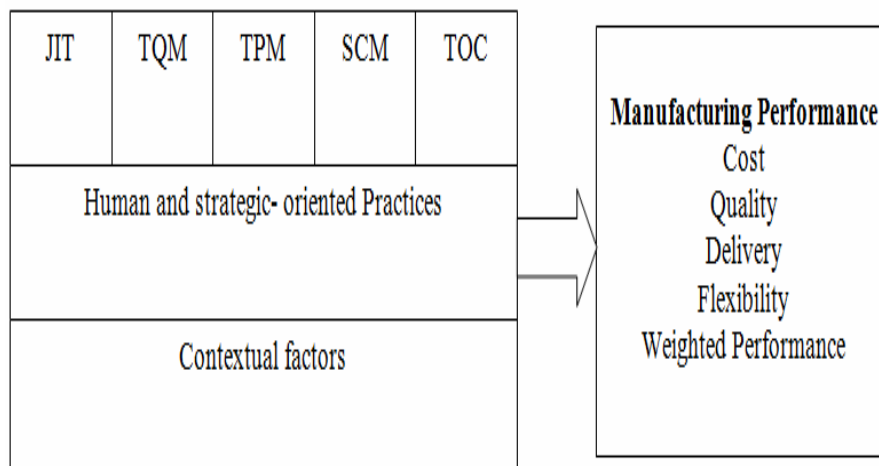 JIT TQM TPM SCM TOC
Human and strategic- oriented Practices
Contextual factors
Manufacturing Performance
Cost
Quality
Delivery
Flexibility
Weighted Performance